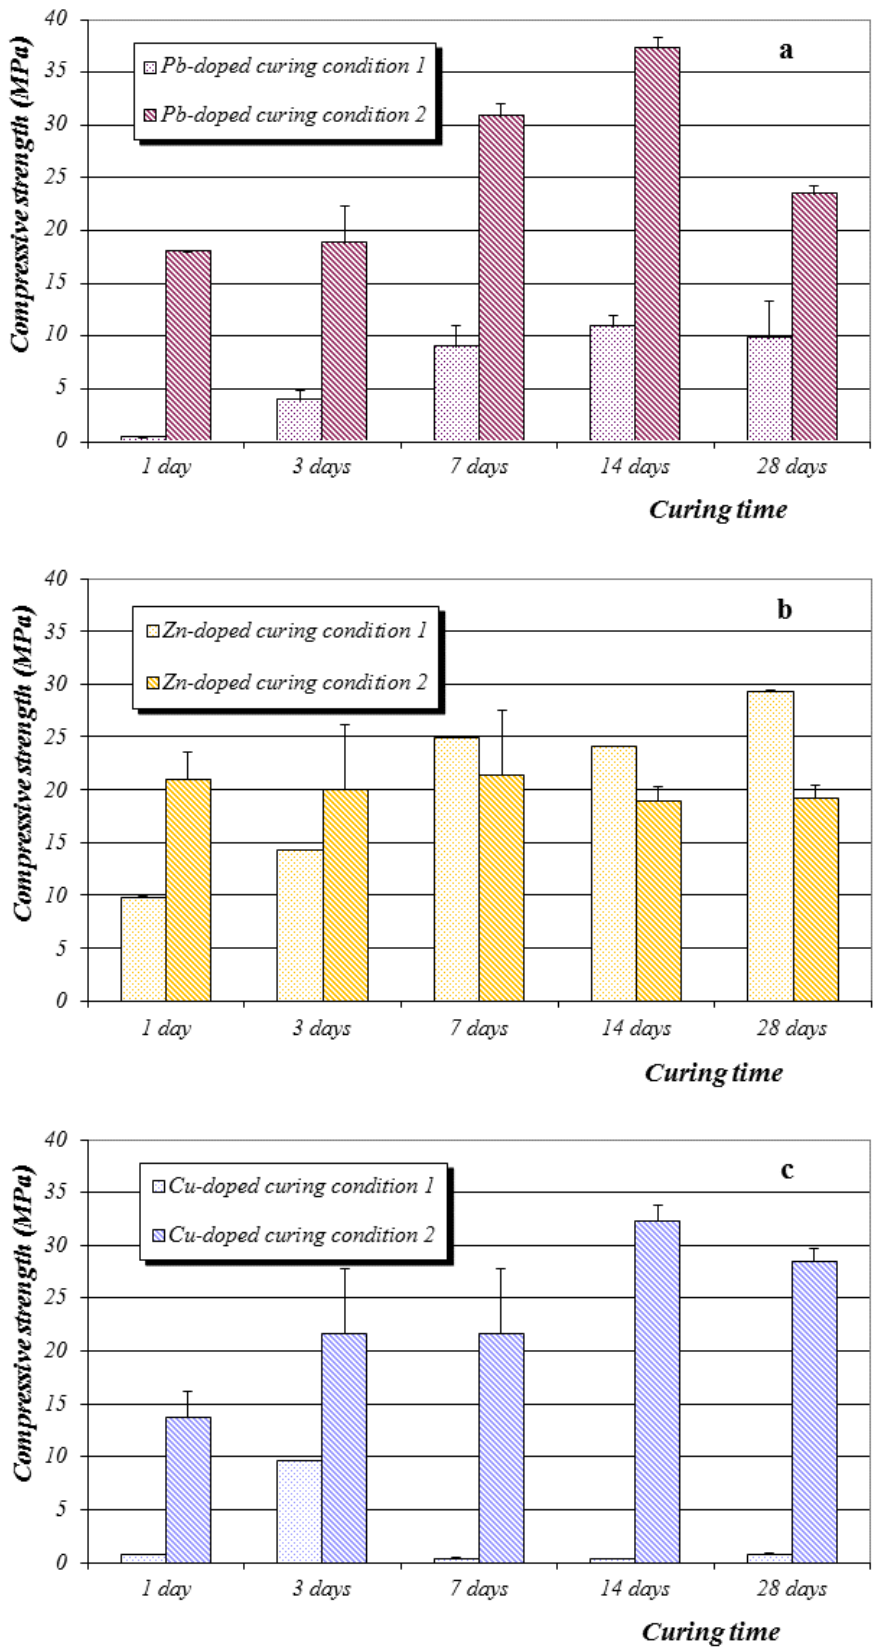 40
35
30
25
20
15
10
5
0
Compressive strength (MPa)
a
Pb-doped curing condition 1
Pb-doped curing condition 2
1 day 3 days 7 days 14 days 28 days
Curing time
40
35
30
25
20
15
10
5
0
Compressive strength (MPa)
b
Zn-doped curing condition 1
Zn-doped curing condition 2
1 day 3 days 7 days 14 days 28 days
Curing time
40
35
30
25
20
15
10
5
0
Compressive strength (MPa)
c
Cu-doped curing condition 1
Cu-doped curing condition 2
1 day 3 days 7 days 14 days 28 days
Curing time